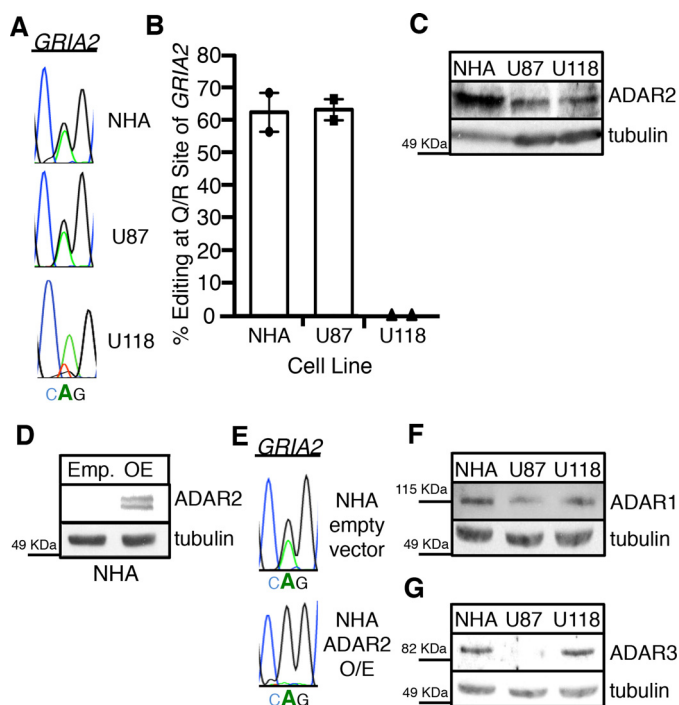 A
GRIA2
NHA
U87
U118
CAG
B
% Editing at Q/R Site of GRIA2
80
70
60
50
40
30
20
10
0
NHA U87 U118
Cell Line
C
NHA U87 U118
ADAR2
49 KDa
tubulin
D
Emp. OE
ADAR2
49 KDa
tubulin
NHA
E
GRIA2
NHA
empty
vector
CAG
NHA
ADAR2
O/E
CAG
F
NHA U87 U118
115 KDa
ADAR1
49 KDa
tubulin
G
NHA U87 U118
82 KDa
ADAR3
49 KDa
tubulin